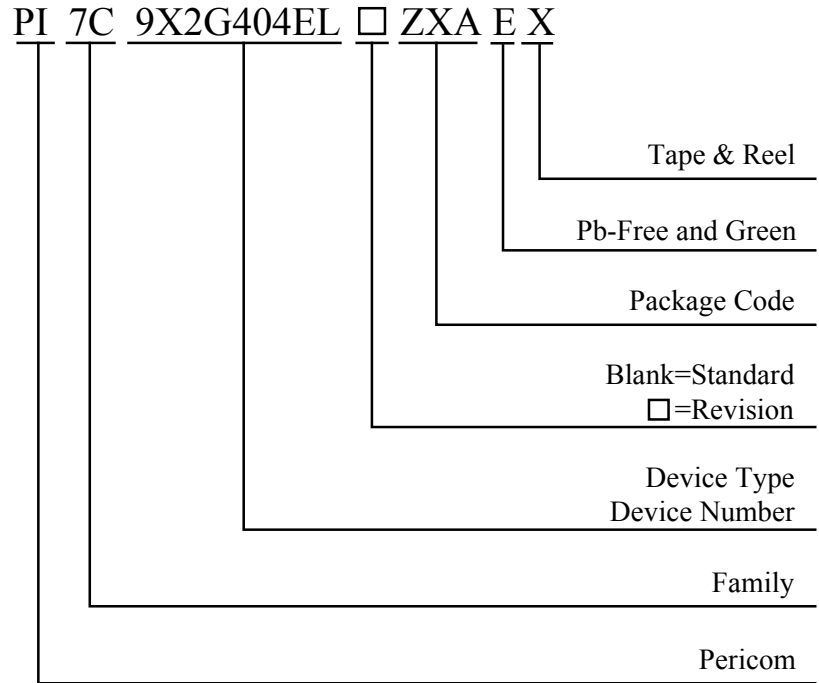 PI 7C 9X2G404EL □ ZXA E X
Tape & Reel
Pb-Free and Green
Package Code
Blank=Standard
□=Revision
Device Type
Device Number
Family
Pericom